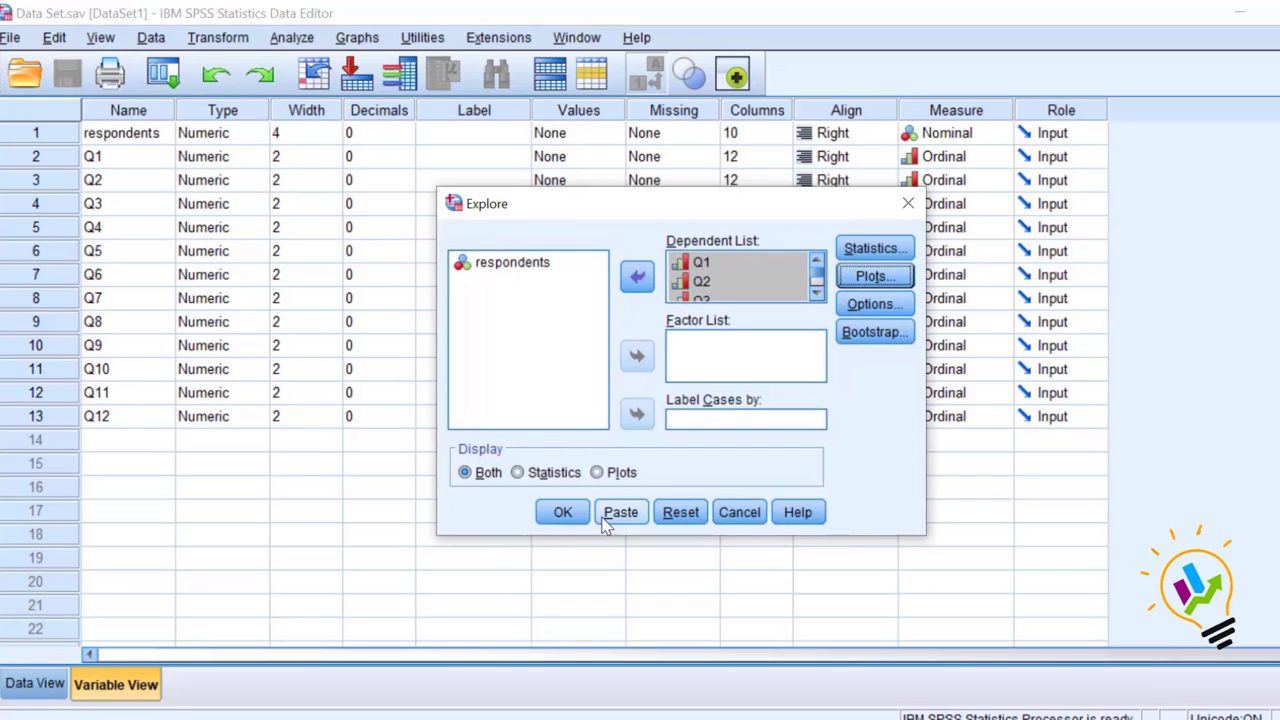 Data Set.sav [DataSet1] - IBM SPSS Statistics Data Editor
File Edit View Data Transform Analyze Graphs Utilities Extensions Window Help
Name Type Width Decimals Label Values Missing Columns Align Measure Role
1 respondents Numeric 4 0 None None 10 Right Nominal Input
2 Q1 Numeric 2 0 None None 12 Right Ordinal Input
3 Q2 Numeric 2 0 None None 12 Right Ordinal Input
4 Q3 Numeric 2 0 Ordinal Input
5 Q4 Numeric 2 0 Ordinal Input
6 Q5 Numeric 2 0 Ordinal Input
7 Q6 Numeric 2 0 Ordinal Input
8 Q7 Numeric 2 0 Ordinal Input
9 Q8 Numeric 2 0 Ordinal Input
10 Q9 Numeric 2 0 Ordinal Input
11 Q10 Numeric 2 0 Ordinal Input
12 Q11 Numeric 2 0 Ordinal Input
13 Q12 Numeric 2 0 Ordinal Input
14
15
16
17
18
19
20
21
22
Explore
respondents
Dependent List:
Q1
Q2
Q3
Factor List:
Label Cases by:
Statistics...
Plots...
Options...
Bootstrap...
Display
Both Statistics Plots
OK Paste Reset Cancel Help
Data View Variable View
IBM SPSS Statistics Processor is ready Unicode:ON